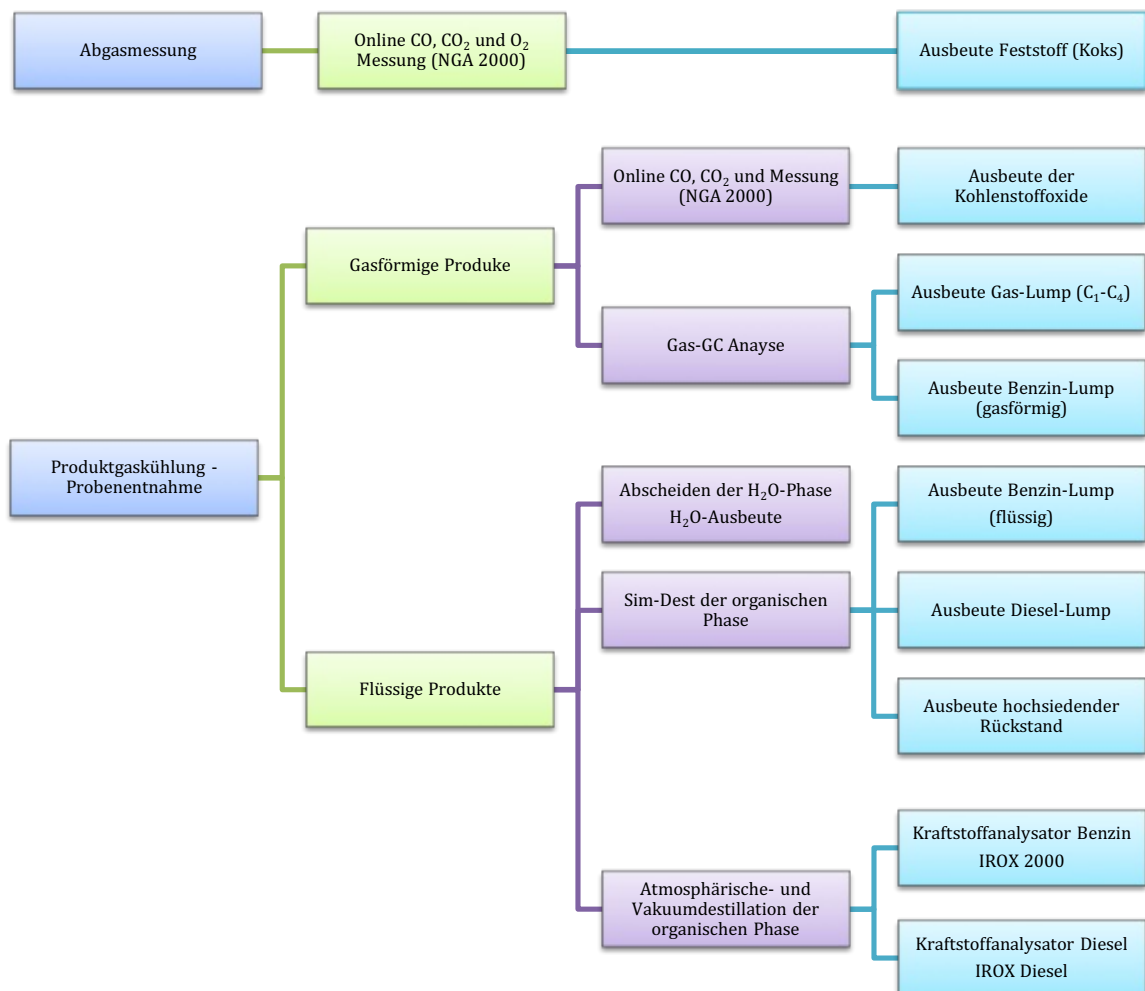 Abgasmessung
Online CO, CO₂ und O₂
Messung (NGA 2000)
Ausbeute Feststoff (Koks)
Online CO, CO₂ und Messung
(NGA 2000)
Ausbeute der
Kohlenstoffoxide
Gasförmige Produke
Ausbeute Gas-Lump (C₁-C₄)
Gas-GC Anayse
Ausbeute Benzin-Lump
(gasförmig)
Produktgaskühlung -
Probenentnahme
Abscheiden der H₂O-Phase
H₂O-Ausbeute
Ausbeute Benzin-Lump
(flüssig)
Sim-Dest der organischen
Phase
Ausbeute Diesel-Lump
Flüssige Produkte
Ausbeute hochsiedender
Rückstand
Atmosphärische- und
Vakuumdestillation der
organischen Phase
Kraftstoffanalysator Benzin
IROX 2000
Kraftstoffanalysator Diesel
IROX Diesel